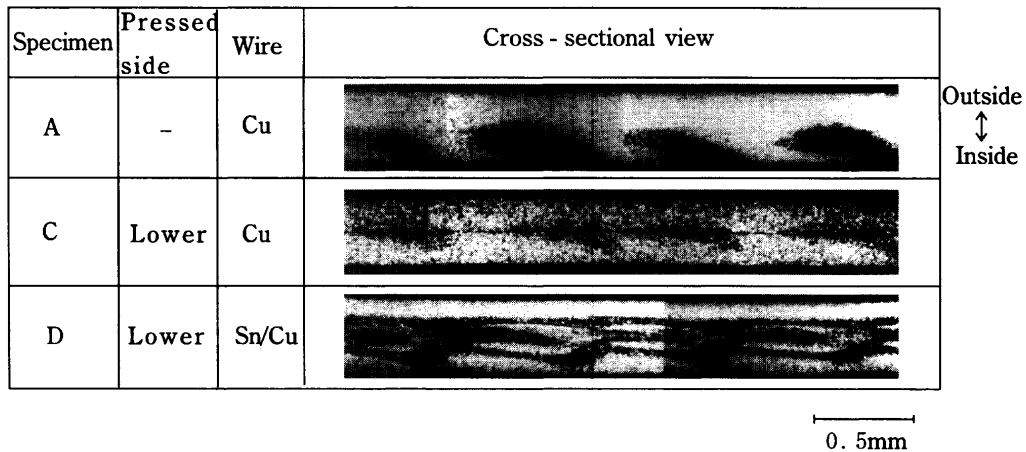 Specimen Pressed side Wire Cross - sectional view
A – Cu
C Lower Cu
D Lower Sn/Cu
Outside
↕
Inside
0. 5mm